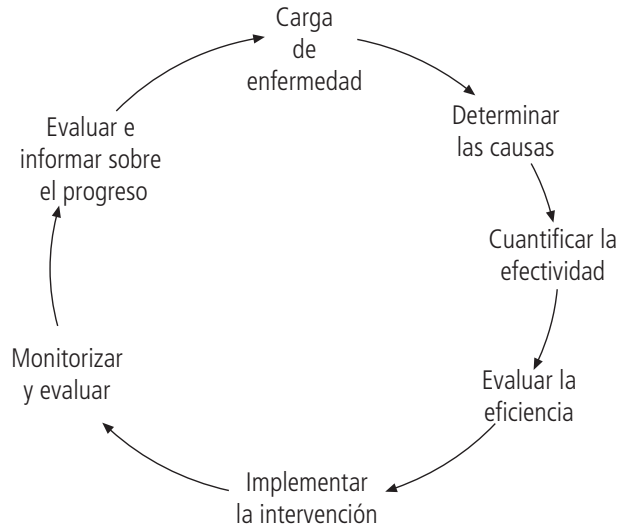 Carga
de
enfermedad
Determinar
las causas
Cuantificar la
efectividad
Evaluar la
eficiencia
Implementar
la intervención
Monitorizar
y evaluar
Evaluar e
informar sobre
el progreso